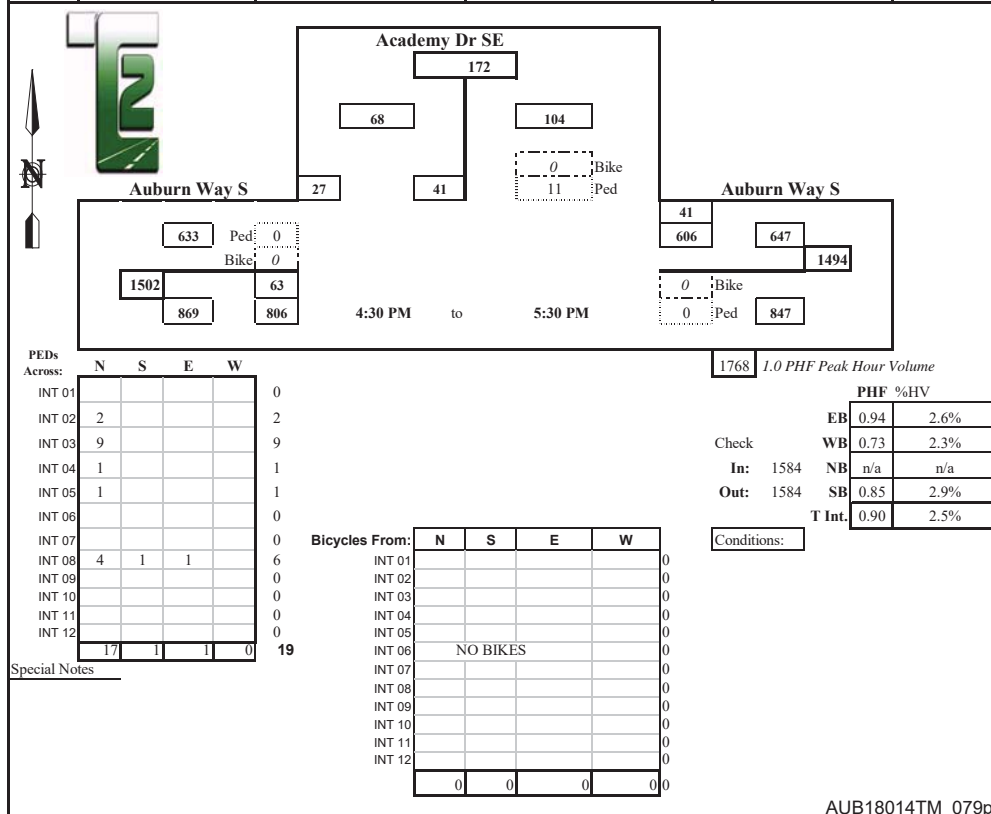 Academy Dr SE
172
68 104
0 Bike
11 Ped
N
Auburn Way S 27 41 Auburn Way S
41
633 Ped 0 606 647
Bike 0
1494
1502 63 0 Bike
869 806 4:30 PM to 5:30 PM 0 Ped 847
PEDs Across: N S E W
1768 1.0 PHF Peak Hour Volume
INT 01 0
PHF %HV
INT 02 2 2
EB 0.94 2.6%
INT 03 9 9
Check WB 0.73 2.3%
INT 04 1 1
In: 1584 NB n/a n/a
INT 05 1 1
Out: 1584 SB 0.85 2.9%
INT 06 0
T Int. 0.90 2.5%
INT 07 0
Bicycles From: N S E W
Conditions:
INT 08 4 1 1 6
INT 09 0
INT 10 0
INT 11 0
INT 12 0
17 1 1 0 19
Special Notes
INT 01 0
INT 02 0
INT 03 0
INT 04 0
INT 05 0
INT 06 NO BIKES 0
INT 07 0
INT 08 0
INT 09 0
INT 10 0
INT 11 0
INT 12 0
0 0 0 0 0
AUB18014TM_079p